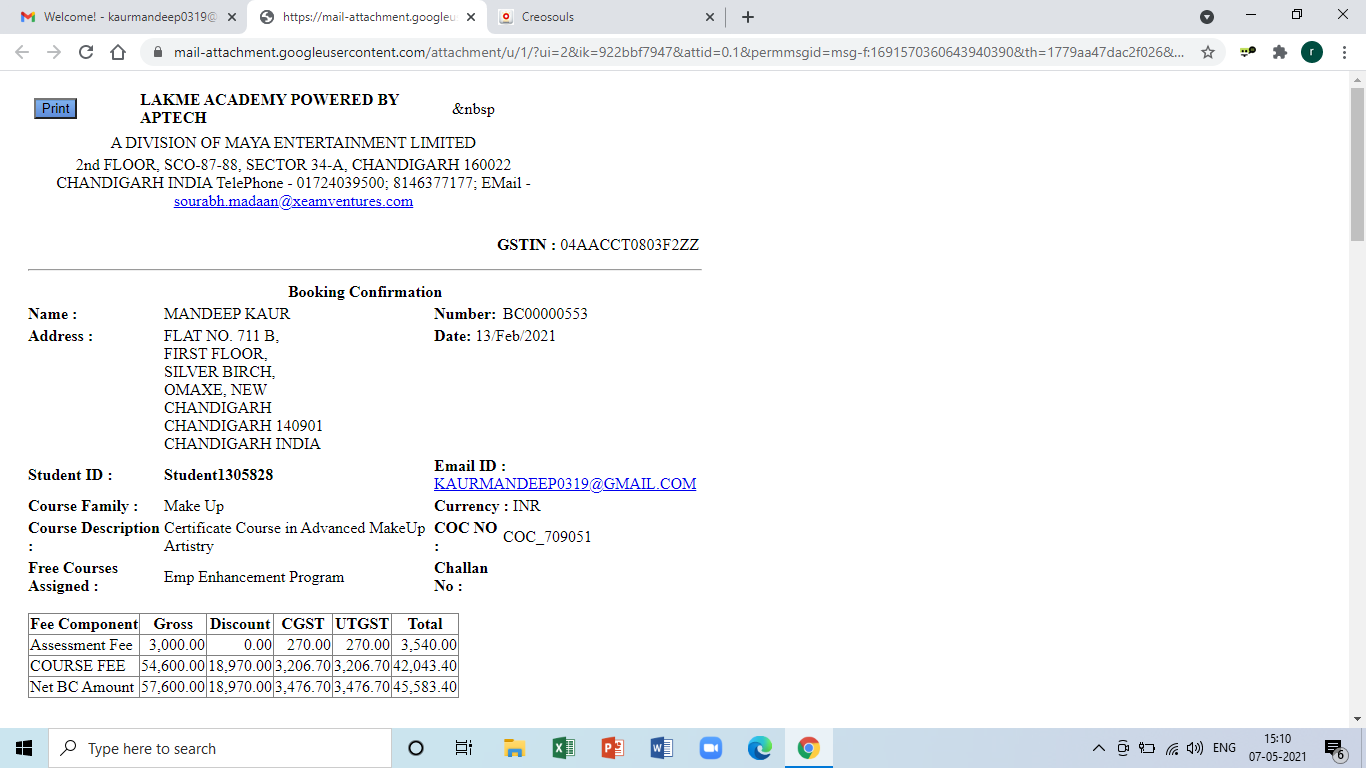 Welcome! - kaurmandeep0319@
https://mail-attachment.googleu
Creosouls
mail-attachment.googleusercontent.com/attachment/u/1/?ui=2&ik=922bbf7947&attid=0.1&permmsgid=msg-f:1691570360643940390&th=1779aa47dac2f026&...
r
Print
LAKME ACADEMY POWERED BY
APTECH
&nbsp
A DIVISION OF MAYA ENTERTAINMENT LIMITED
2nd FLOOR, SCO-87-88, SECTOR 34-A, CHANDIGARH 160022
CHANDIGARH INDIA TelePhone - 01724039500; 8146377177; EMail -
sourabh.madaan@xeamventures.com
GSTIN : 04AACCT0803F2ZZ
Booking Confirmation
Name : MANDEEP KAUR Number: BC00000553
Address : FLAT NO. 711 B, Date: 13/Feb/2021
FIRST FLOOR,
SILVER BIRCH,
OMAXE, NEW
CHANDIGARH
CHANDIGARH 140901
CHANDIGARH INDIA
Student ID : Student1305828 Email ID :
KAURMANDEEP0319@GMAIL.COM
Course Family : Make Up Currency : INR
Course Description : Certificate Course in Advanced MakeUp Artistry COC NO : COC_709051
Free Courses Assigned : Emp Enhancement Program Challan No :
Fee Component Gross Discount CGST UTGST Total
Assessment Fee 3,000.00 0.00 270.00 270.00 3,540.00
COURSE FEE 54,600.00 18,970.00 3,206.70 3,206.70 42,043.40
Net BC Amount 57,600.00 18,970.00 3,476.70 3,476.70 45,583.40
Type here to search
ENG
15:10
07-05-2021
6